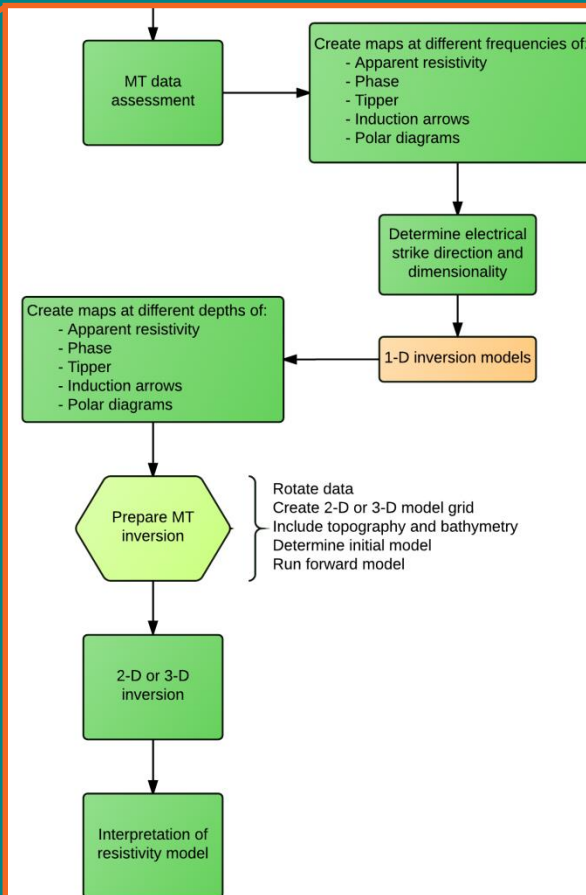 MT data
assessment
Create maps at different frequencies of:
- Apparent resistivity
- Phase
- Tipper
- Induction arrows
- Polar diagrams
Determine electrical
strike direction and
dimensionality
1-D inversion models
Create maps at different depths of:
- Apparent resistivity
- Phase
- Tipper
- Induction arrows
- Polar diagrams
Prepare MT
inversion
Rotate data
Create 2-D or 3-D model grid
Include topography and bathymetry
Determine initial model
Run forward model
2-D or 3-D
inversion
Interpretation of
resistivity model